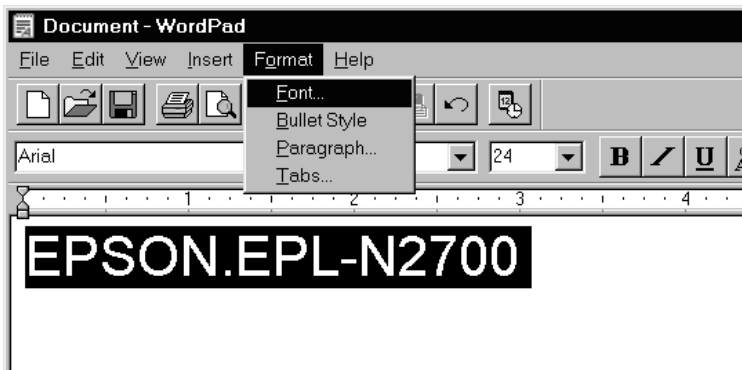 Document - WordPad
File Edit View Insert Format Help
Font...
Bullet Style
Paragraph...
Tabs...
Arial 24 B / U
1 2 3 4
EPSON.EPL-N2700